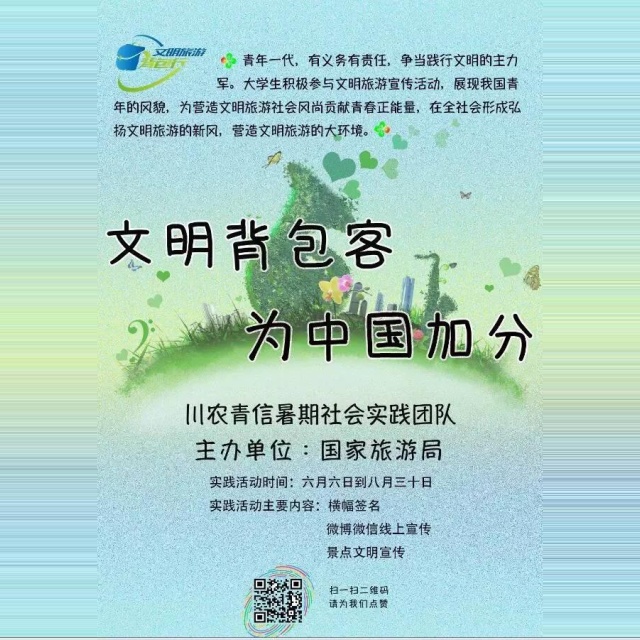 文明旅游
背包行
青年一代，有义务有责任，争当践行文明的主力
军。大学生积极参与文明旅游宣传活动，展现我国青
年的风貌，为营造文明旅游社会风尚贡献青春正能量，在全社会形成弘
扬文明旅游的新风，营造文明旅游的大环境。
文明背包客
为中国加分
川农青信暑期社会实践团队
主办单位：国家旅游局
实践活动时间：六月六日到八月三十日
实践活动主要内容：横幅签名
微博微信线上宣传
景点文明宣传
扫一扫二维码
请为我们点赞